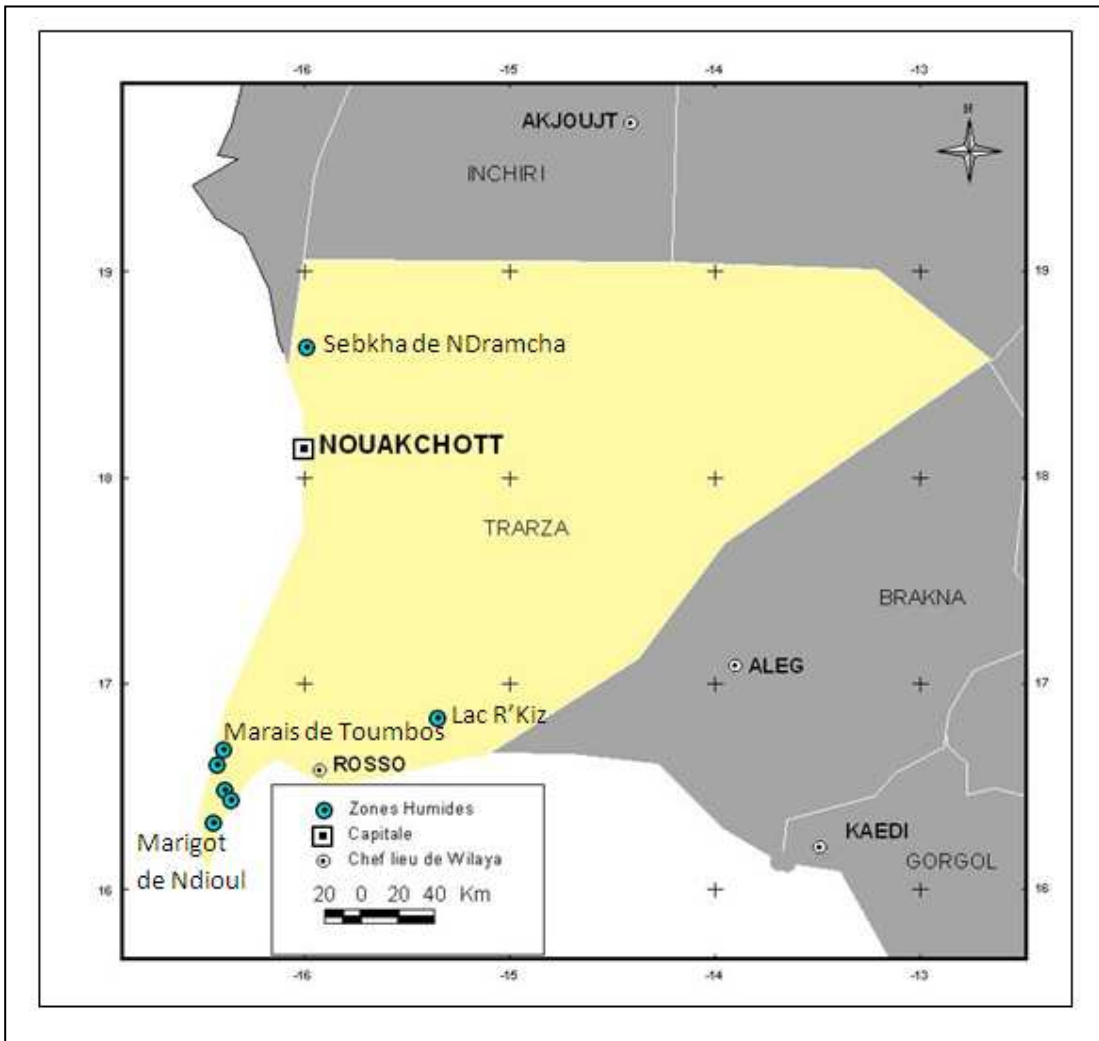 -16 -15 -14 -13
AKJOUJT
N
INCHIRI
19 19
Sebkha de NDramcha
NOUAKCHOTT
18 18
TRARZA
BRAKNA
ALEG
17 17
Lac R'Kiz
Marais de Toumbos
ROSSO
Zones Humides
Capitale
Chef lieu de Wilaya
20 0 20 40 Km
KAEDI
GORGOL
Marigot
de Ndioul
16 16
-16 -15 -14 -13